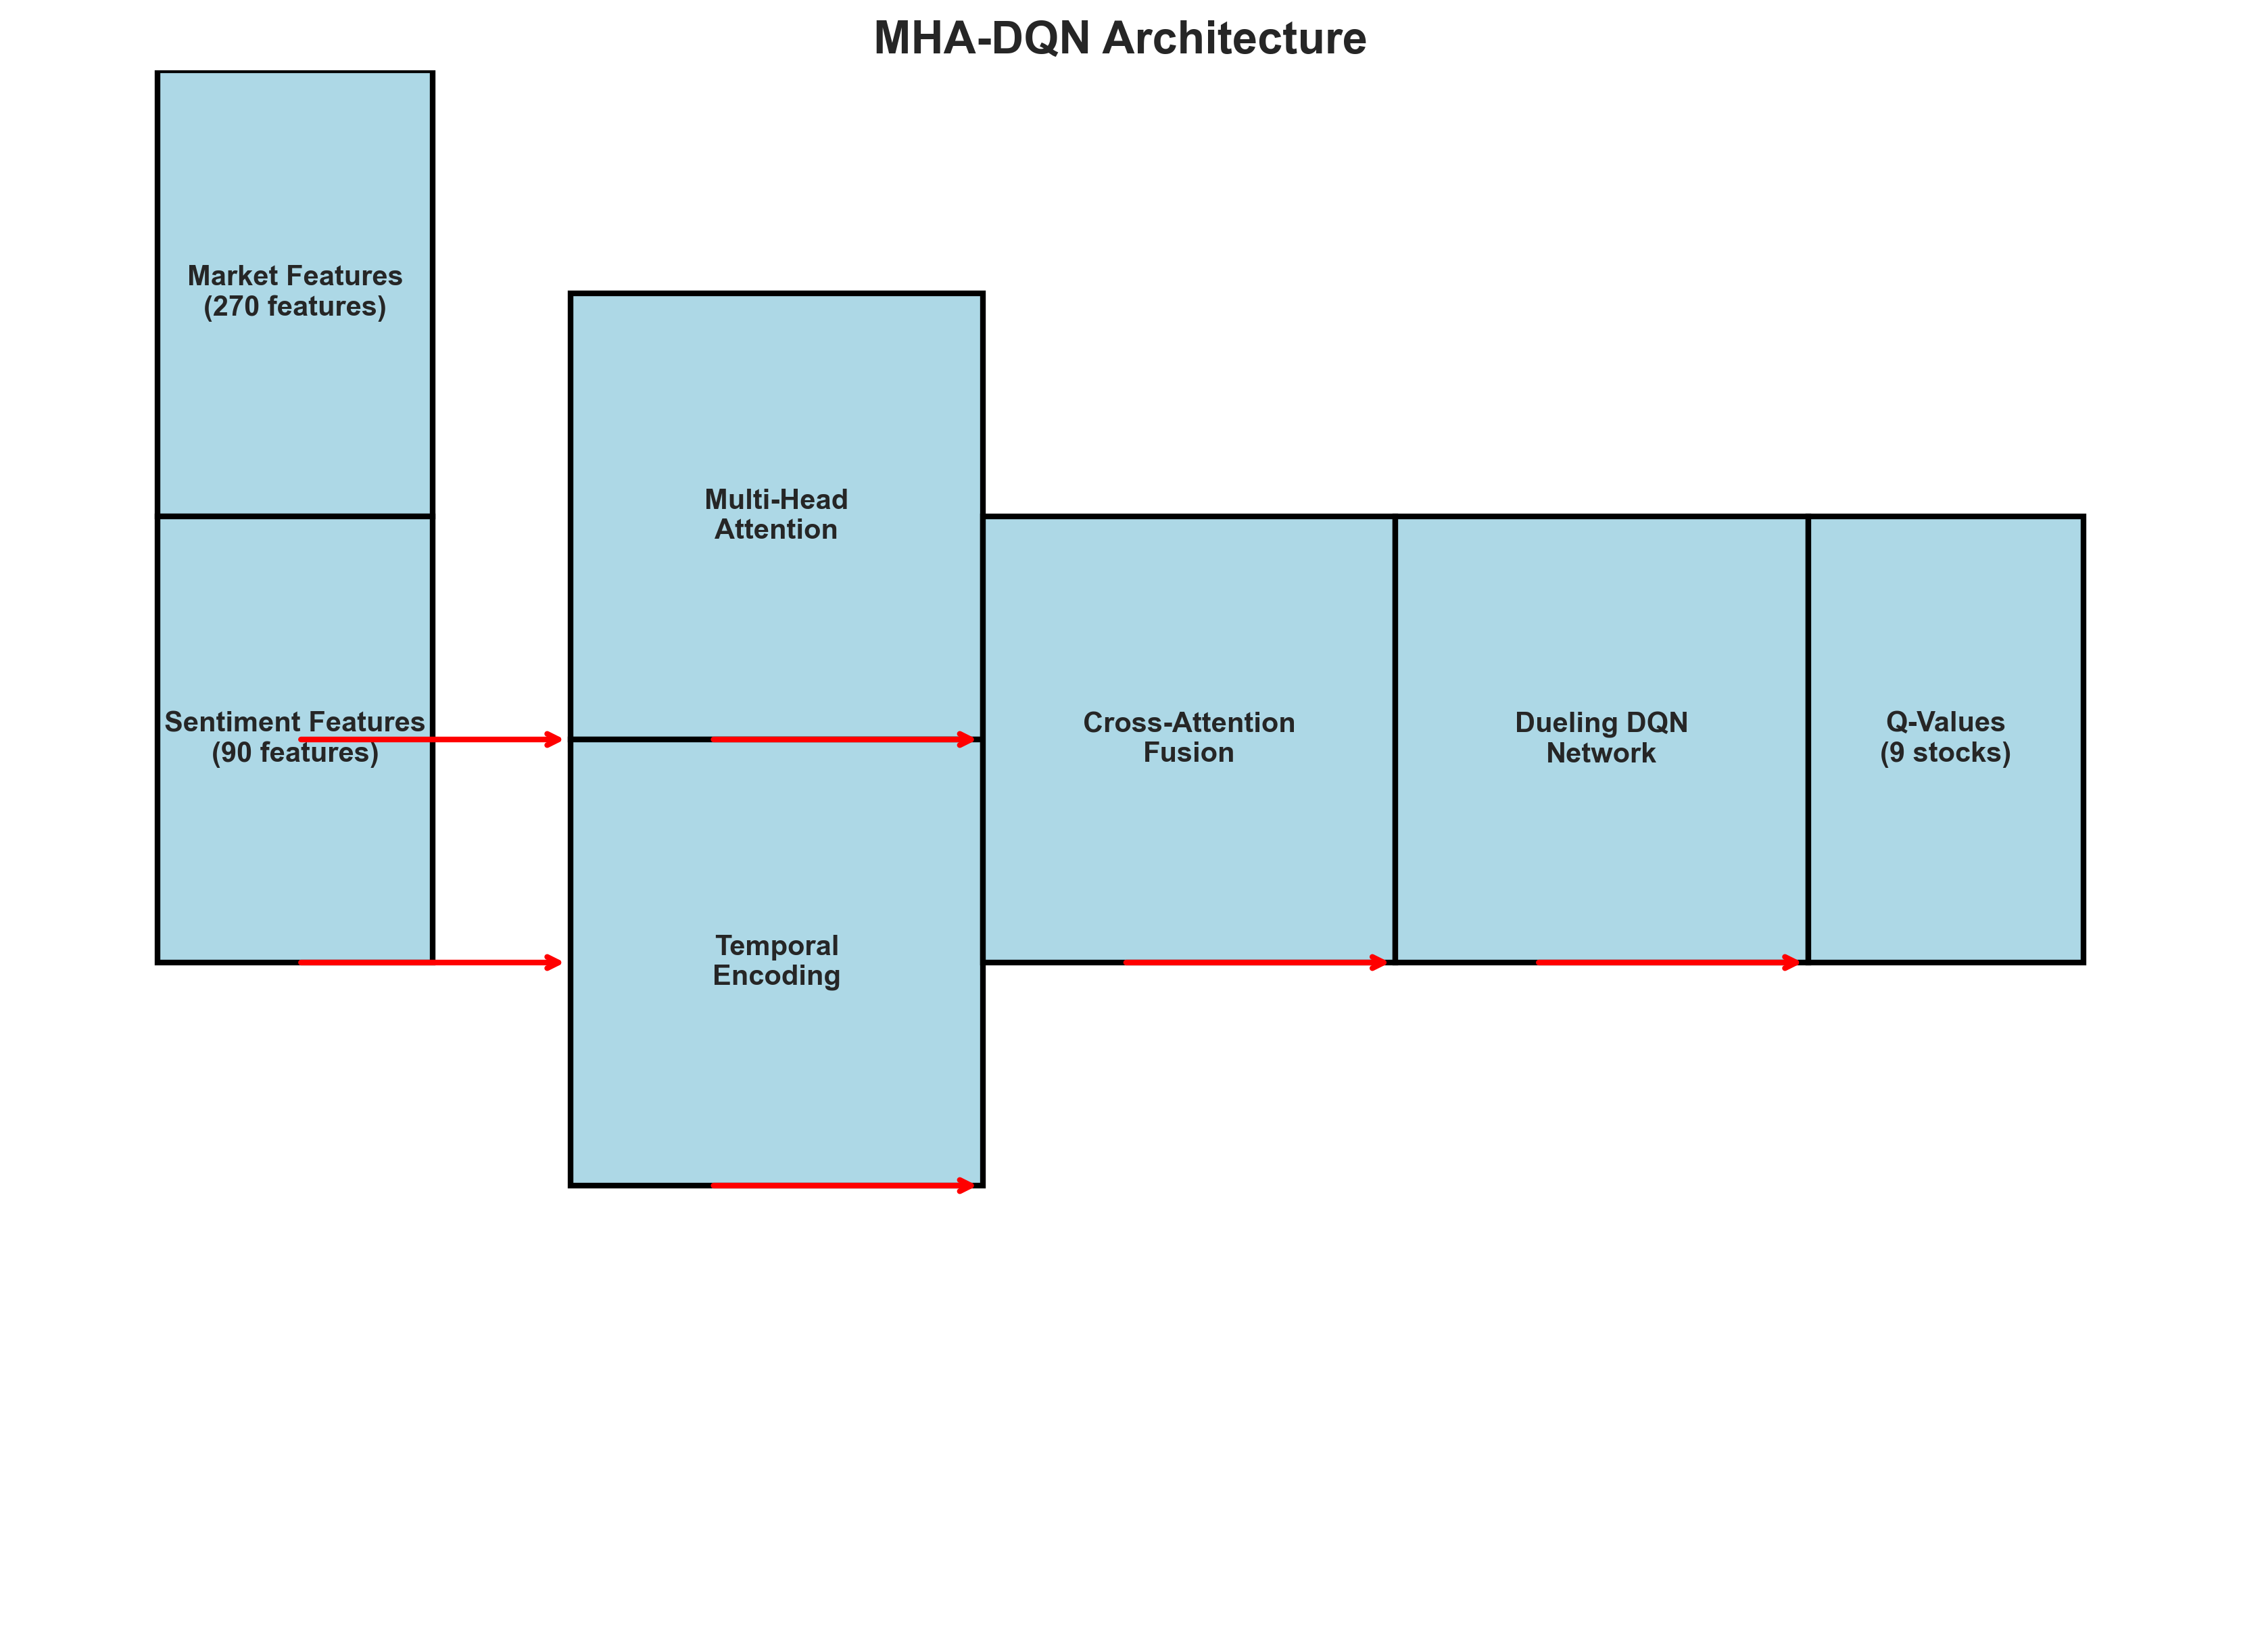 MHA-DQN Architecture
Market Features
(270 features)
Sentiment Features
(90 features)
Multi-Head
Attention
Temporal
Encoding
Cross-Attention
Fusion
Dueling DQN
Network
Q-Values
(9 stocks)